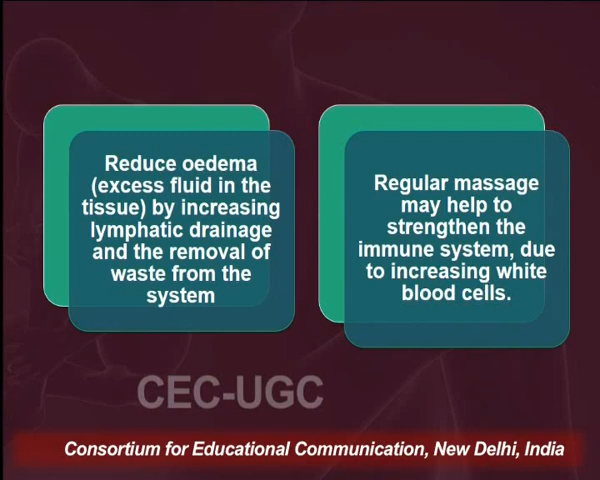 Reduce oedema
(excess fluid in the
tissue) by increasing
lymphatic drainage
and the removal of
waste from the
system
Regular massage
may help to
strengthen the
immune system, due
to increasing white
blood cells.
CEC-UGC
Consortium for Educational Communication, New Delhi, India